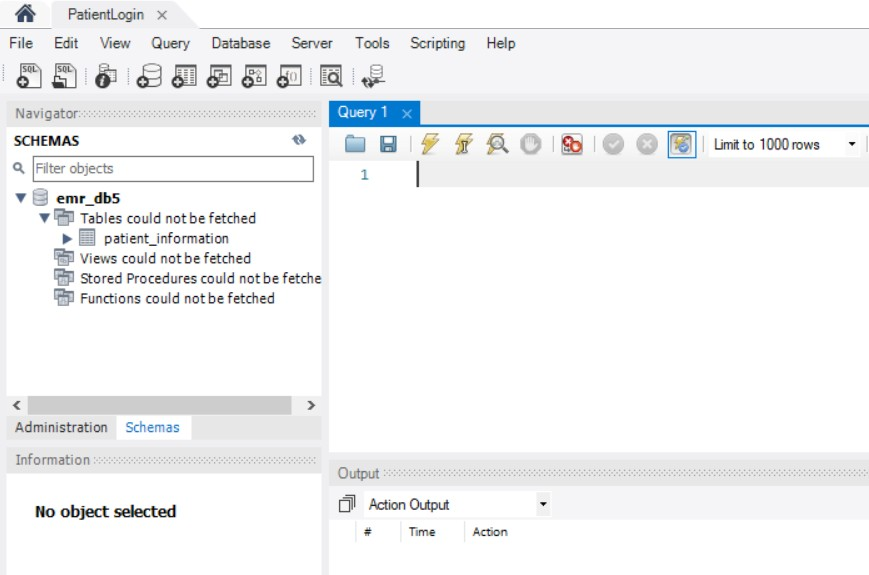 PatientLogin
File Edit View Query Database Server Tools Scripting Help
SQL SQL
Navigator
SCHEMAS
Filter objects
emr_db5
Tables could not be fetched
patient_information
Views could not be fetched
Stored Procedures could not be fetche
Functions could not be fetched
Administration Schemas
Information
No object selected
Query 1
Limit to 1000 rows
1
Output
Action Output
# Time Action